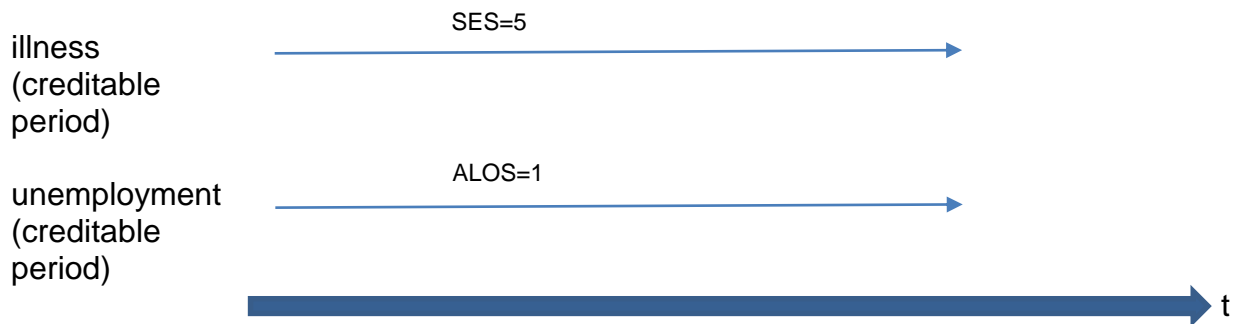 SES=5
illness
(creditable
period)
ALOS=1
unemployment
(creditable
period)
t